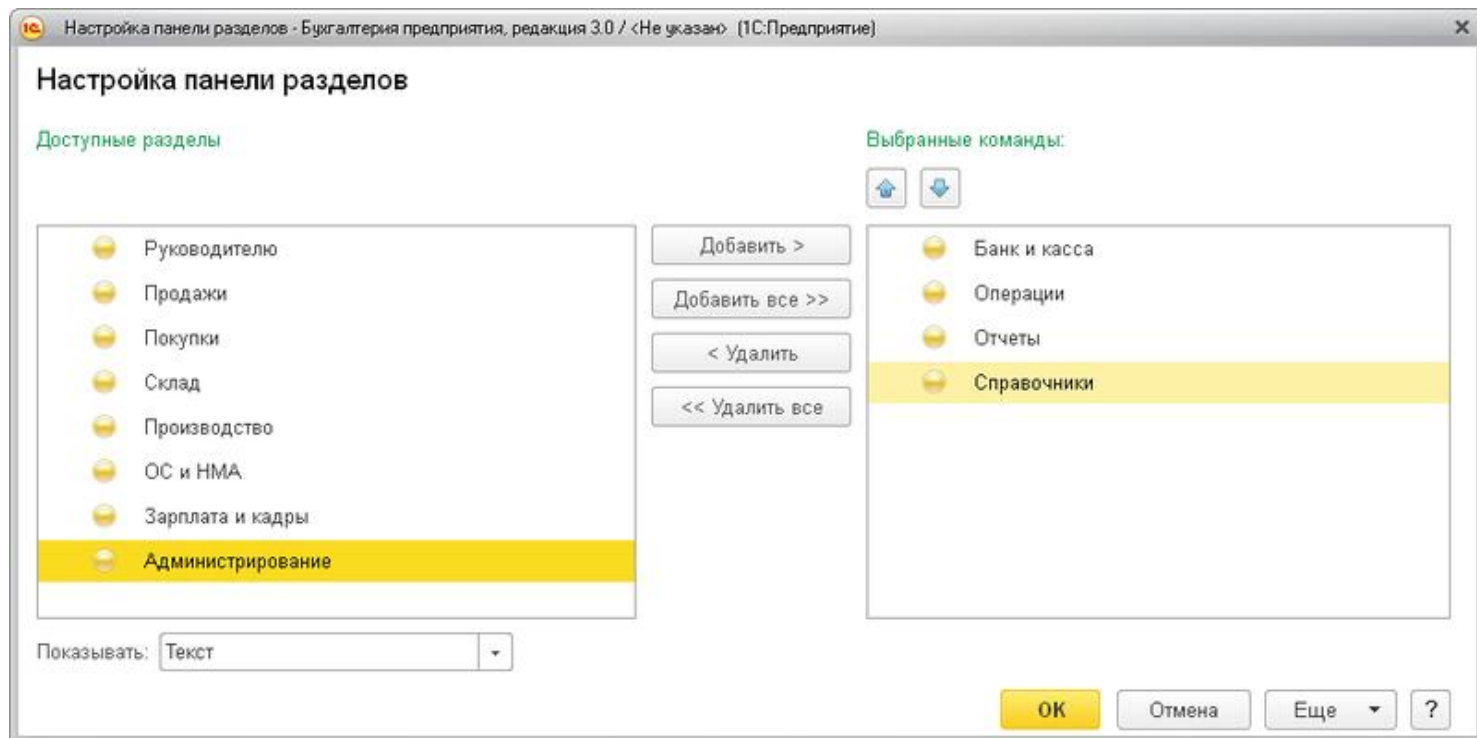 1С Настройка панели разделов - Бухгалтерия предприятия, редакция 3.0 / <Не указан> (1С:Предприятие)
Настройка панели разделов
Доступные разделы
Выбранные команды:
Руководителю
Продажи
Покупки
Склад
Производство
ОС и НМА
Зарплата и кадры
Администрирование
Добавить >
Добавить все >>
< Удалить
<< Удалить все
Банк и касса
Операции
Отчеты
Справочники
Показывать: Текст
ОК Отмена Еще ?